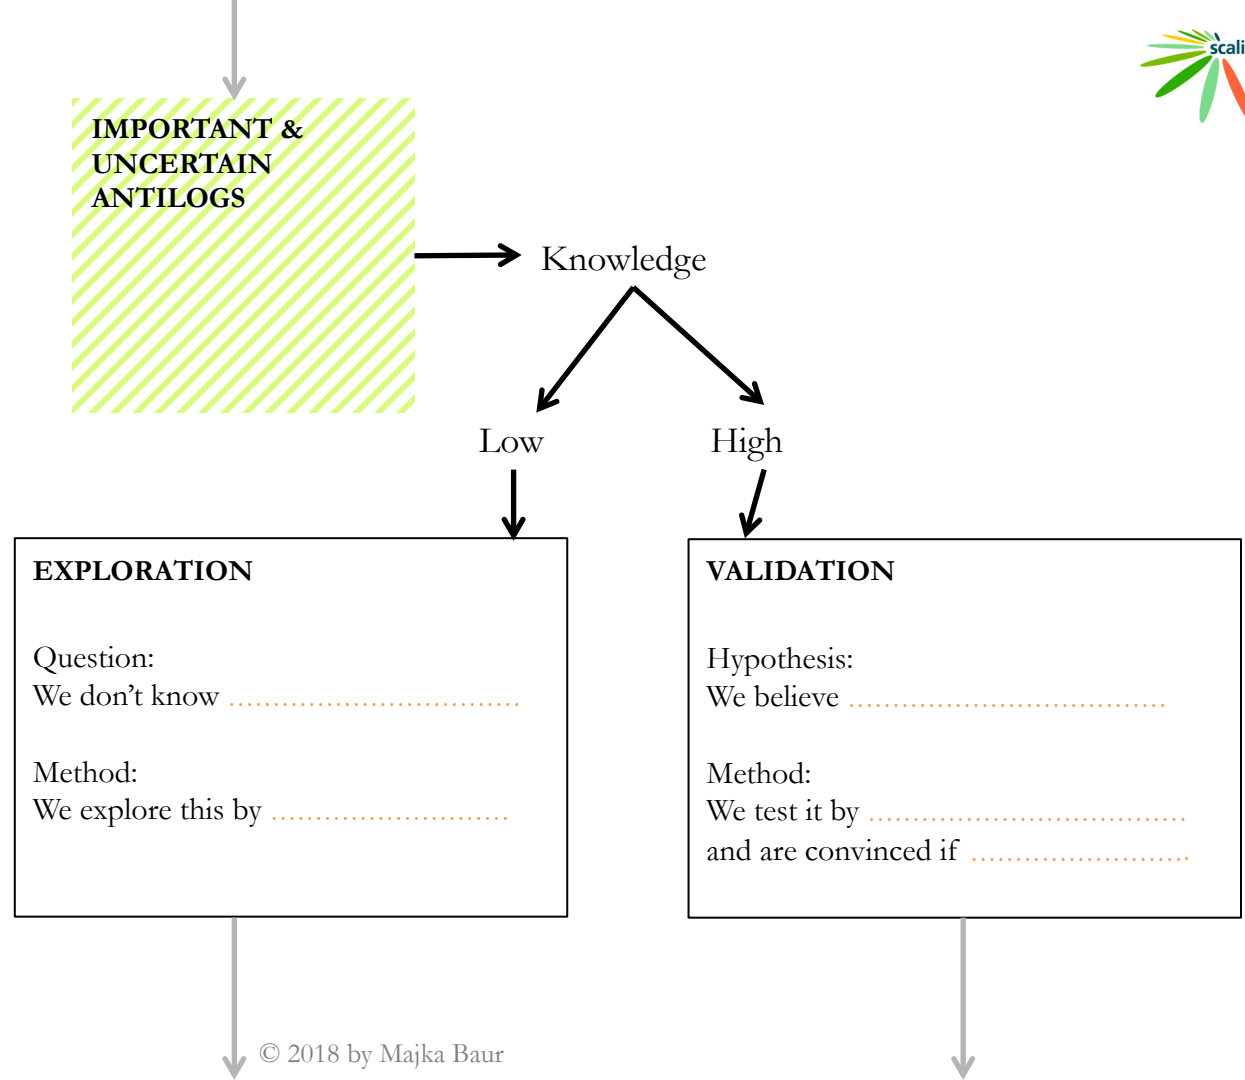 scali
IMPORTANT &
UNCERTAIN
ANTILOGS
Knowledge
Low
High
EXPLORATION
Question:
We don’t know ……………………………
Method:
We explore this by ………………………
VALIDATION
Hypothesis:
We believe ………………………………
Method:
We test it by ………………………………
and are convinced if …………………….
© 2018 by Majka Baur